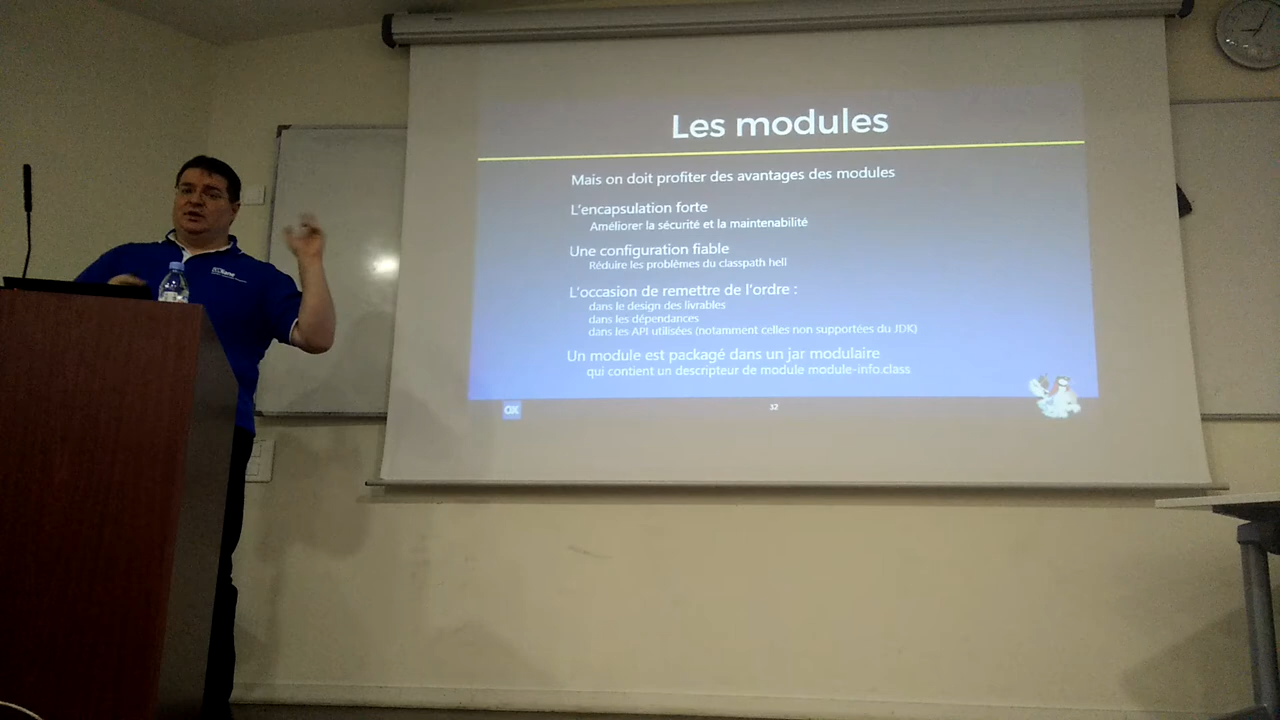 Les modules
Mais on doit profiter des avantages des modules
L'encapsulation forte
Améliorer la sécurité et la maintenabilité
Une configuration fiable
Réduire les problèmes du classpath hell
L'occasion de remettre de l'ordre :
dans le design des livrables
dans les dépendances
dans les API utilisées (notamment celles non supportées du JDK)
Un module est packagé dans un jar modulaire
qui contient un descripteur de module module-info.class
32